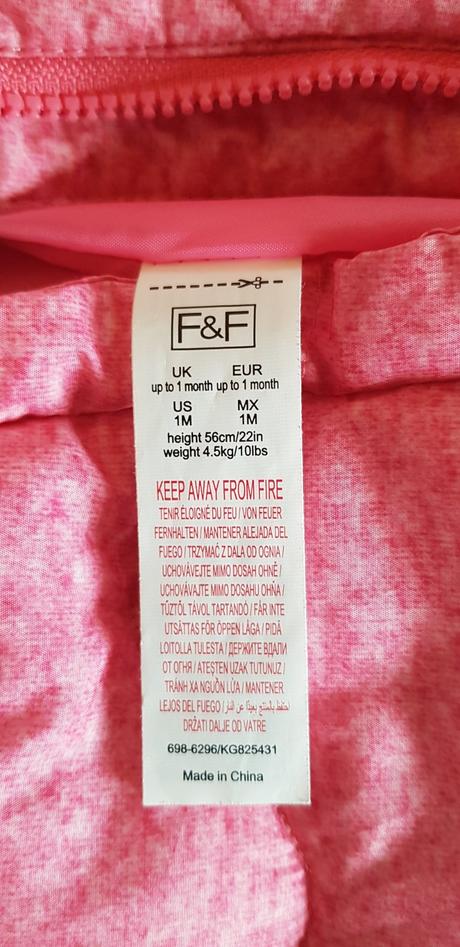 F&F
UK EUR
up to 1 month up to 1 month
US MX
1M 1M
height 56cm/22in
weight 4.5kg/10lbs
KEEP AWAY FROM FIRE
TENIR ÉLOIGNÉ DU FEU / VON FEUER
FERNHALTEN / MANTENER ALEJADA DEL
FUEGO / TRZYMAĆ Z DALA OD OGNIA /
UCHOVÁVEJTE MIMO DOSAH OHNĚ /
UCHOVÁVAJTE MIMO DOSAHU OHŇA /
TŰZTŐL TÁVOL TARTANDÓ / FÅR INTE
UTSÄTTAS FÖR ÖPPEN LÅGA / PIDÄ
LOITOLLA TULESTA / ДЕРЖИТЕ ВДАЛИ
ОТ ОГНЯ / ATEŞTEN UZAK TUTUNUZ /
TRÁNH XA NGUỒN LỬA / MANTENER
LEJOS DEL FUEGO / احتفظ بالمنتج بعيدًا عن النار /
DRŽATI DALJE OD VATRE
698-6296/KG825431
Made in China